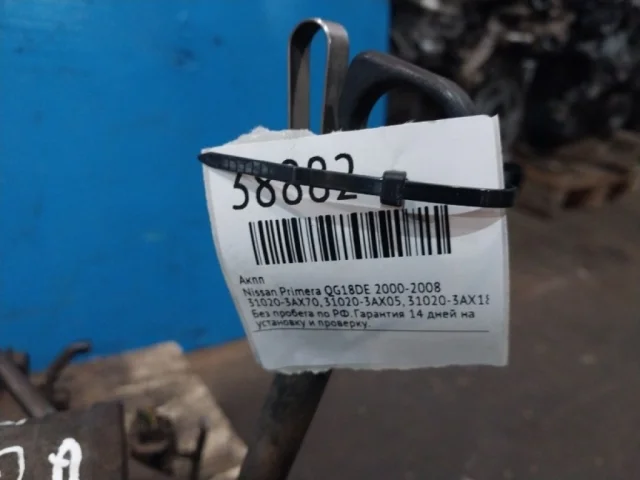 58882
Акпп
Nissan Primera QG18DE 2000-2008
31020-3AX70, 31020-3AX05, 31020-3AX18
Без пробега по РФ. Гарантия 14 дней на
установку и проверку